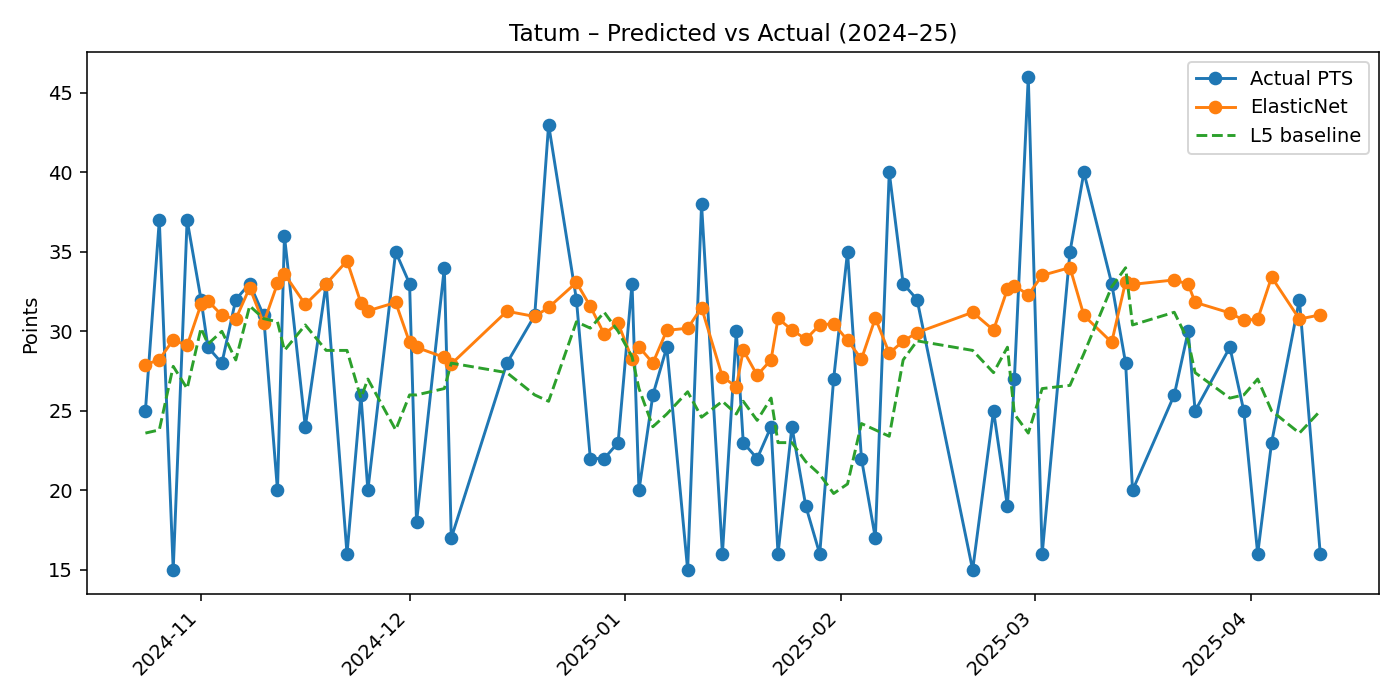 Tatum – Predicted vs Actual (2024–25)
Actual PTS
ElasticNet
L5 baseline
Points
45
40
35
30
25
20
15
2024-11
2024-12
2025-01
2025-02
2025-03
2025-04